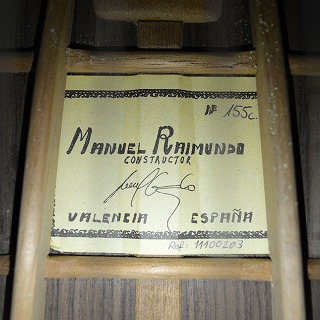 Nº 155c.
MANUEL RAIMUNDO
CONSTRUCTOR
VALENCIA ESPAÑA
Ref: 11100203